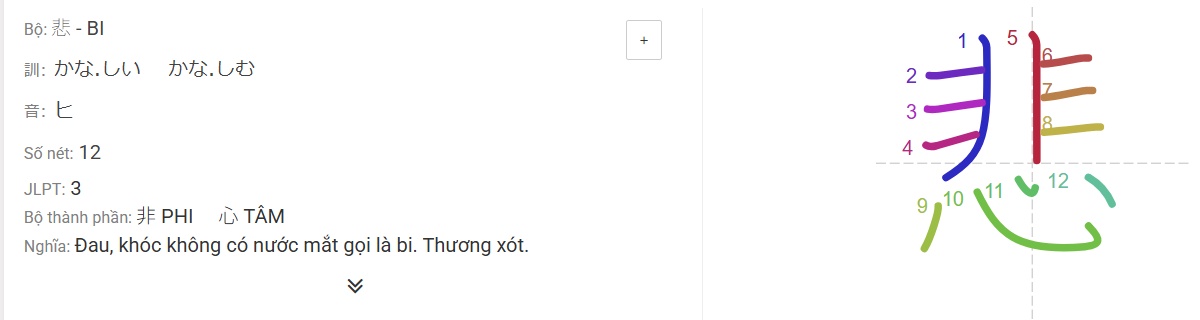 Bộ: 悲 - BI
+
訓: かな.しい かな.しむ
音: ヒ
Số nét: 12
JLPT: 3
Bộ thành phần: 非 PHI 心 TÂM
Nghĩa: Đau, khóc không có nước mắt gọi là bi. Thương xót.
1 5
6
2
7
3
8
4
9 10 11 12